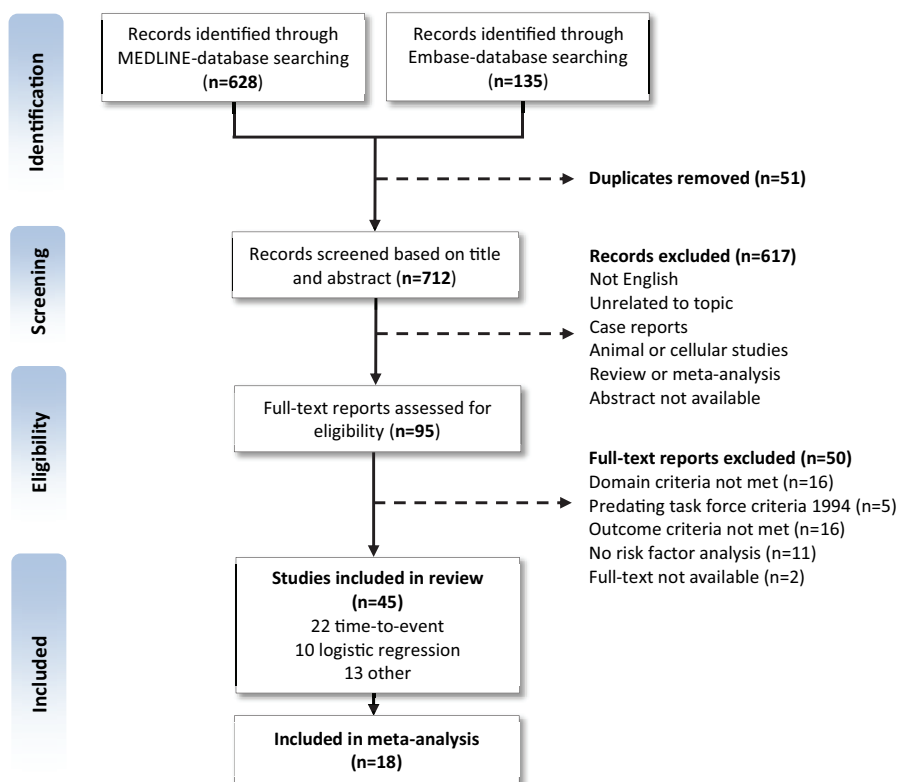 Identification
Records identified through
MEDLINE-database searching
(n=628)
Records identified through
Embase-database searching
(n=135)
Duplicates removed (n=51)
Screening
Records screened based on title
and abstract (n=712)
Records excluded (n=617)
Not English
Unrelated to topic
Case reports
Animal or cellular studies
Review or meta-analysis
Abstract not available
Eligibility
Full-text reports assessed for
eligibility (n=95)
Full-text reports excluded (n=50)
Domain criteria not met (n=16)
Predating task force criteria 1994 (n=5)
Outcome criteria not met (n=16)
No risk factor analysis (n=11)
Full-text not available (n=2)
Included
Studies included in review
(n=45)
22 time-to-event
10 logistic regression
13 other
Included in meta-analysis
(n=18)